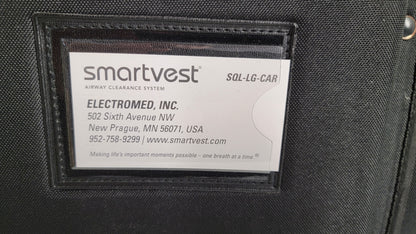 smartvest®
SQL-LG-CAR
AIRWAY CLEARANCE SYSTEM
ELECTROMED, INC.
502 Sixth Avenue NW
New Prague, MN 56071, USA
952-758-9299 | www.smartvest.com
Making life's important moments possible - one breath at a time®